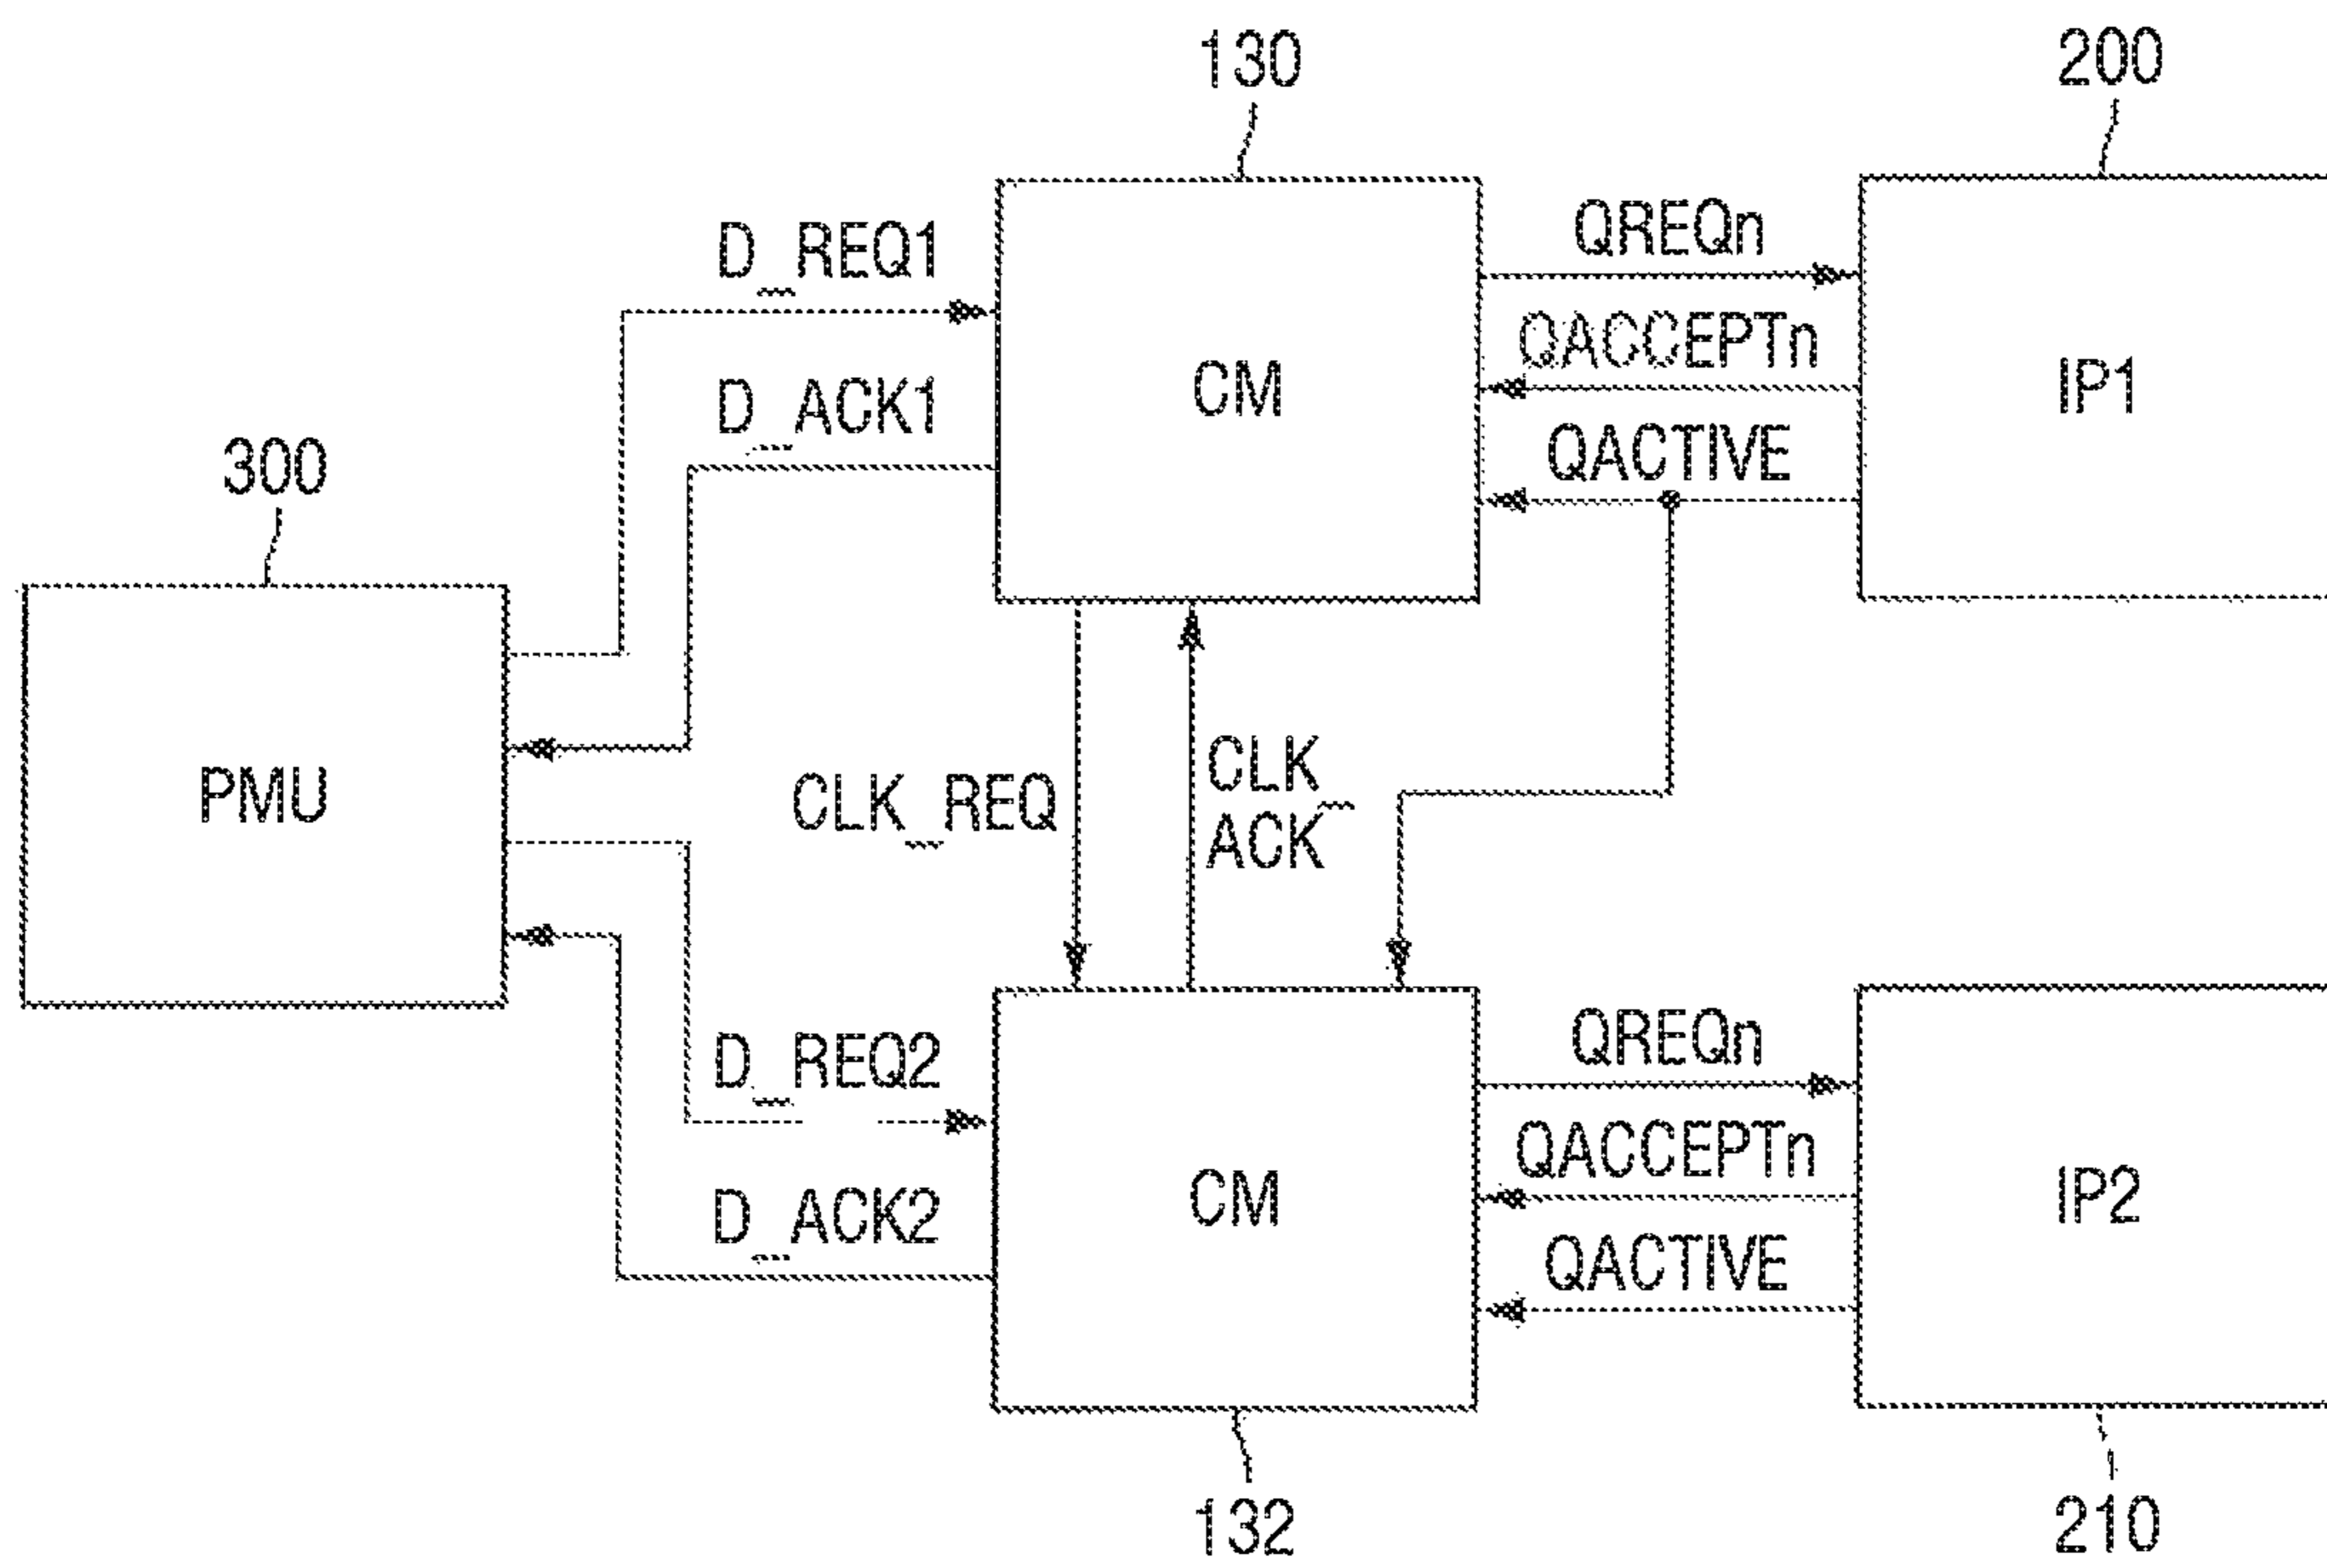 130
200
D_REQ1
QREQn
QACCEPTn
CM
IP1
D_ACK1
QACTIVE
300
CLK_
ACK
PMU
CLK_REQ
D_REQ2
QREQn
QACCEPTn
CM
IP2
D_ACK2
QACTIVE
132
210